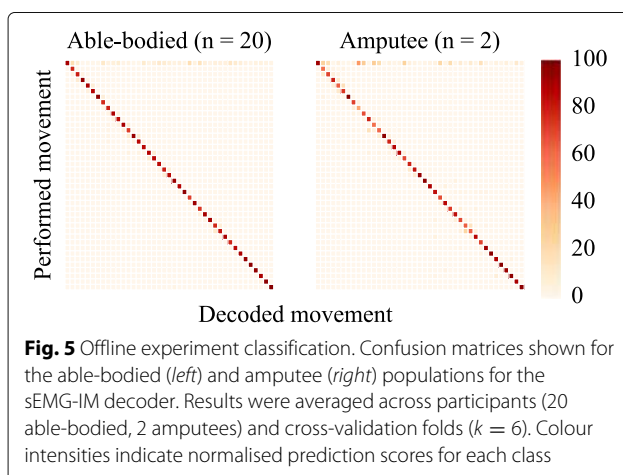 Able-bodied (n = 20)
Amputee (n = 2)
100
80
60
40
20
0
Performed movement
Decoded movement
Fig. 5 Offline experiment classification. Confusion matrices shown for
the able-bodied (left) and amputee (right) populations for the
sEMG-IM decoder. Results were averaged across participants (20
able-bodied, 2 amputees) and cross-validation folds (k = 6). Colour
intensities indicate normalised prediction scores for each class